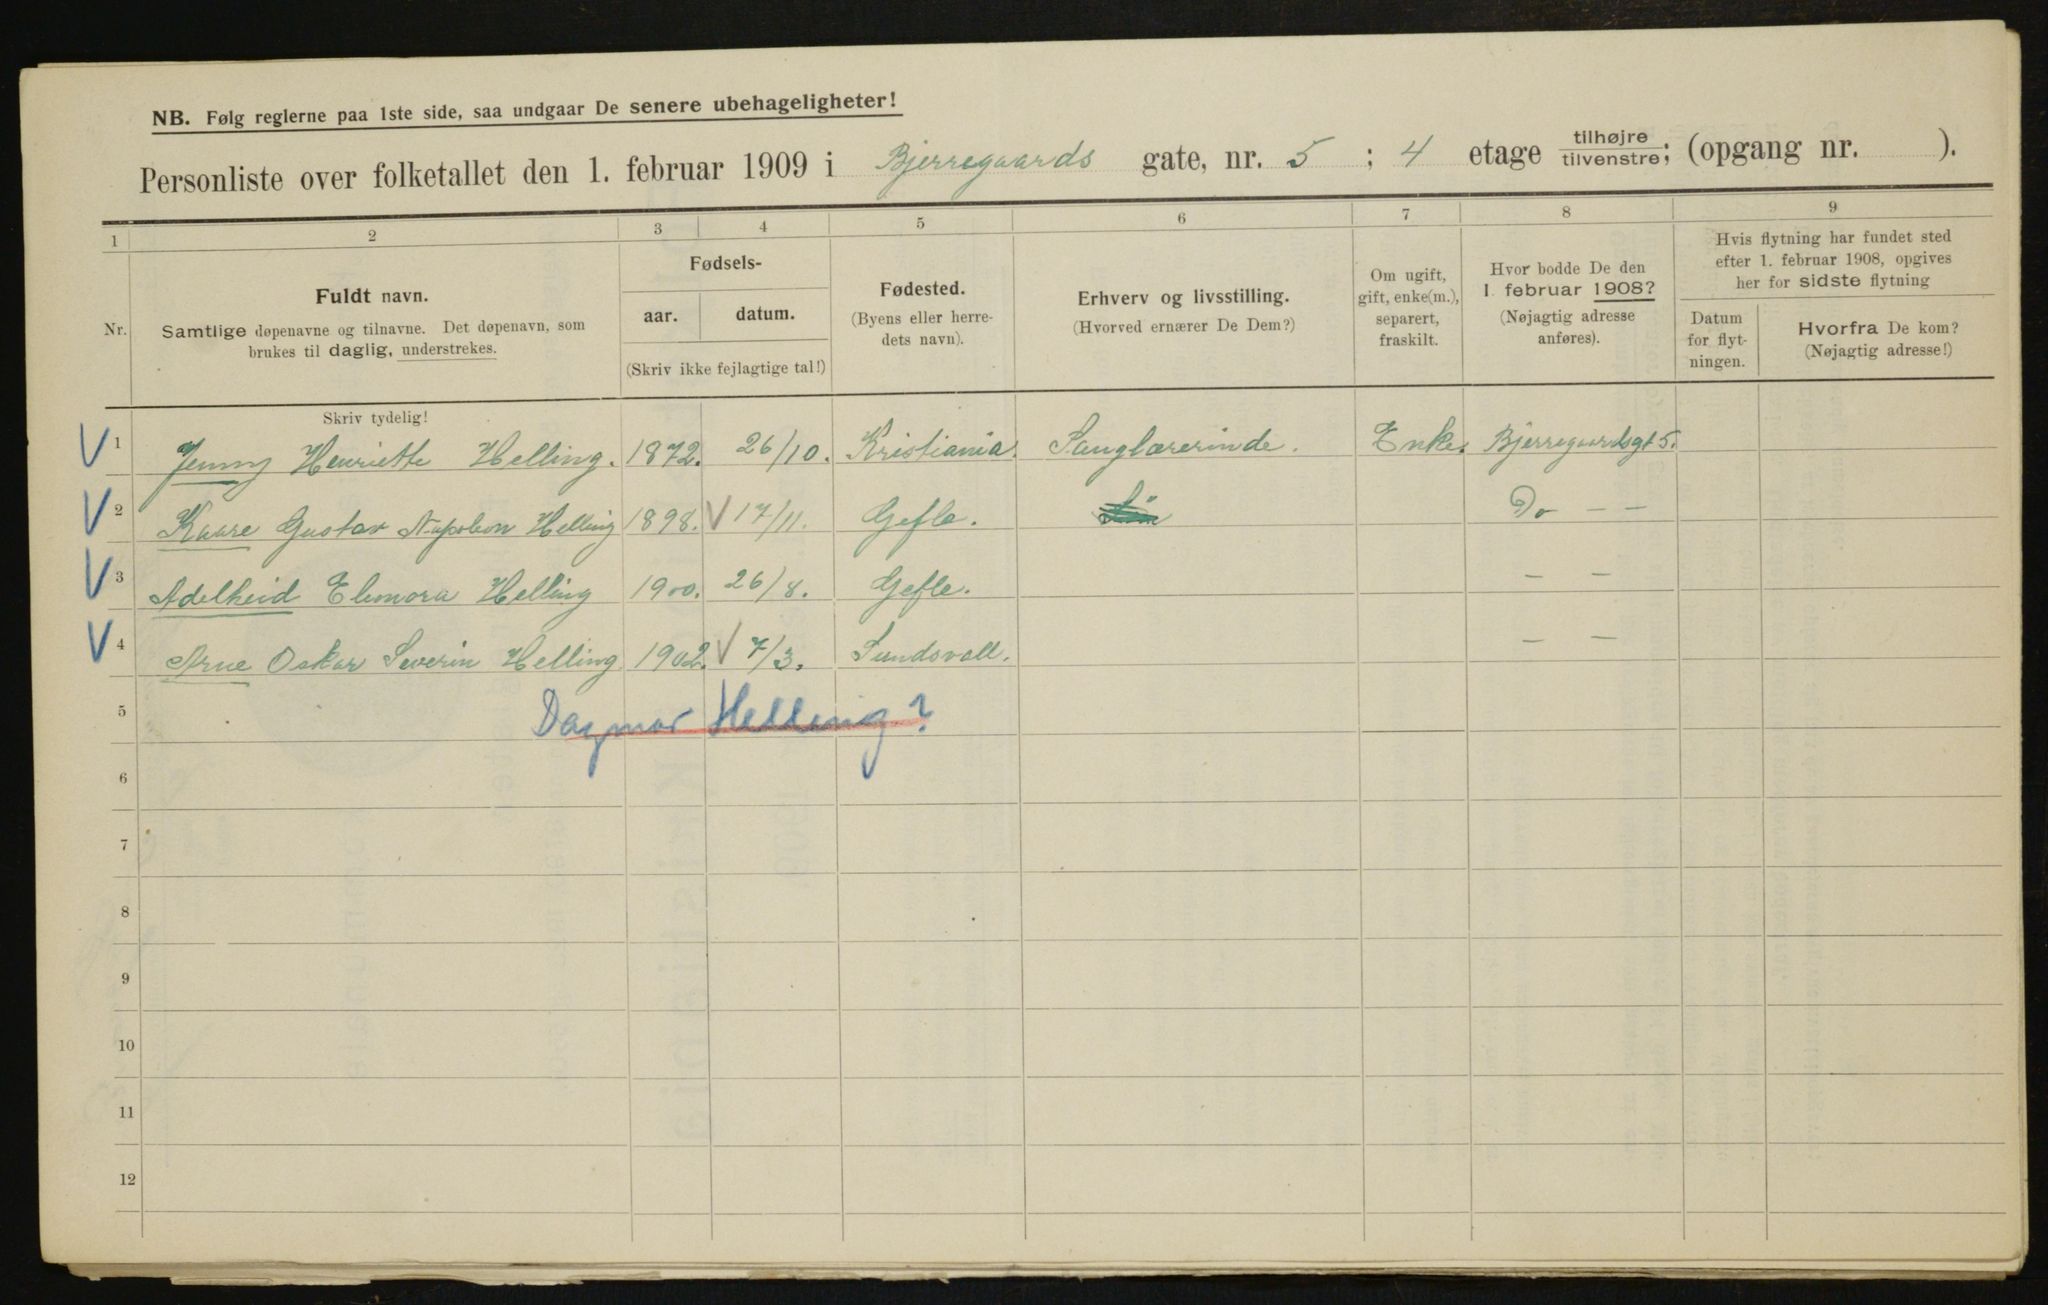 NB. Følg reglerne paa 1ste side, saa undgaar De senere ubehageligheter!
Personliste over folketallet den 1. februar 1909 i Bjerregaards gate, nr. 5 ; 4 etage tilhøjre tilvenstre; (opgang nr. ).
1 2 3 4 5 6 7 8 9
Nr.
Fuldt navn.
Samtlige døpenavne og tilnavne. Det døpenavn, som
brukes til daglig, understrekes.
Fødsels-
aar. datum.
(Skriv ikke fejlagtige tal!)
Fødested.
(Byens eller herre-
dets navn).
Erhverv og livsstilling.
(Hvorved ernærer De Dem?)
Om ugift,
gift, enke(m.),
separert,
fraskilt.
Hvor bodde De den
1. februar 1908?
(Nøjagtig adresse
anføres).
Hvis flytning har fundet sted
efter 1. februar 1908, opgives
her for sidste flytning
Datum
for flyt-
ningen.
Hvorfra De kom?
(Nøjagtig adresse!)
Skriv tydelig!
1 Jenny Henriette Helling. 1872. 26/10. Kristiania. Sanglærerinde. Enke. Bjerregaardsgt 5.
2 Kaare Gustav Napoleon Helling 1898. 17/11. Gefle. Do — —
3 Adelheid Elenora Helling 1900. 26/8. Gefle. — —
4 Arne Oskar Severin Helling 1902. 7/3. Sundsvall. — —
5 Dagmar Helling?
6
7
8
9
10
11
12